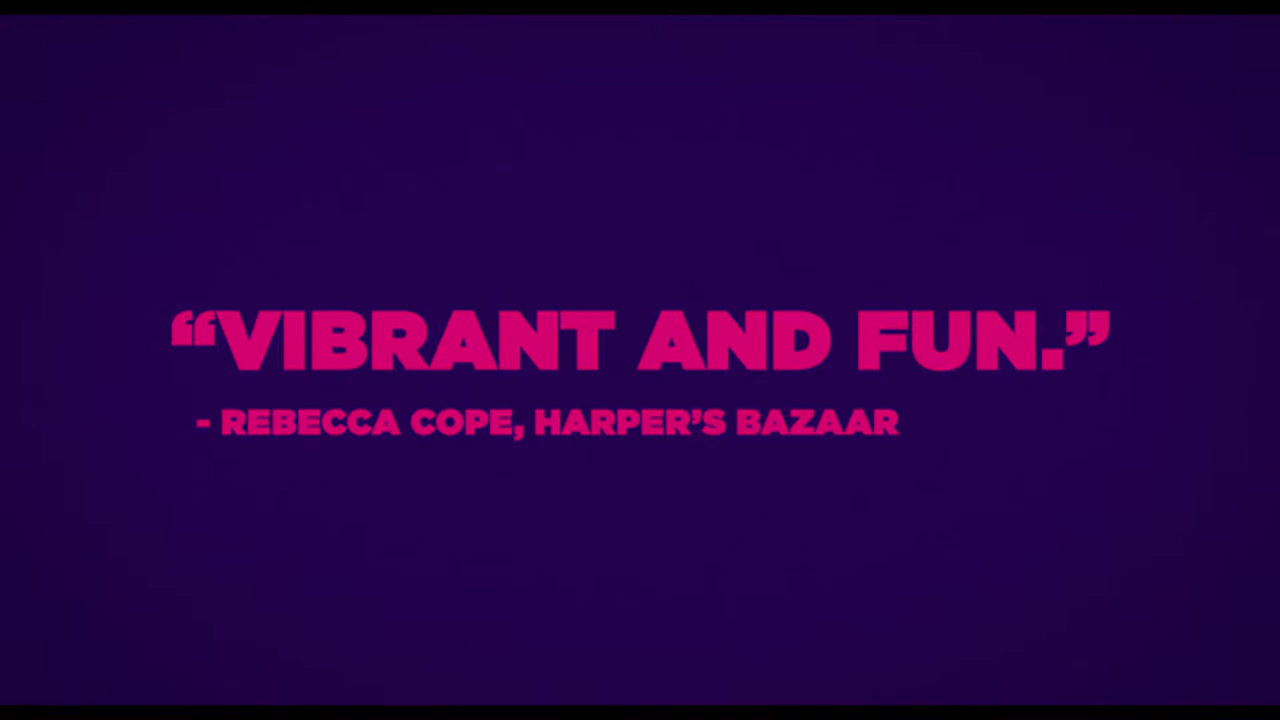 “VIBRANT AND FUN.”
- REBECCA COPE, HARPER’S BAZAAR